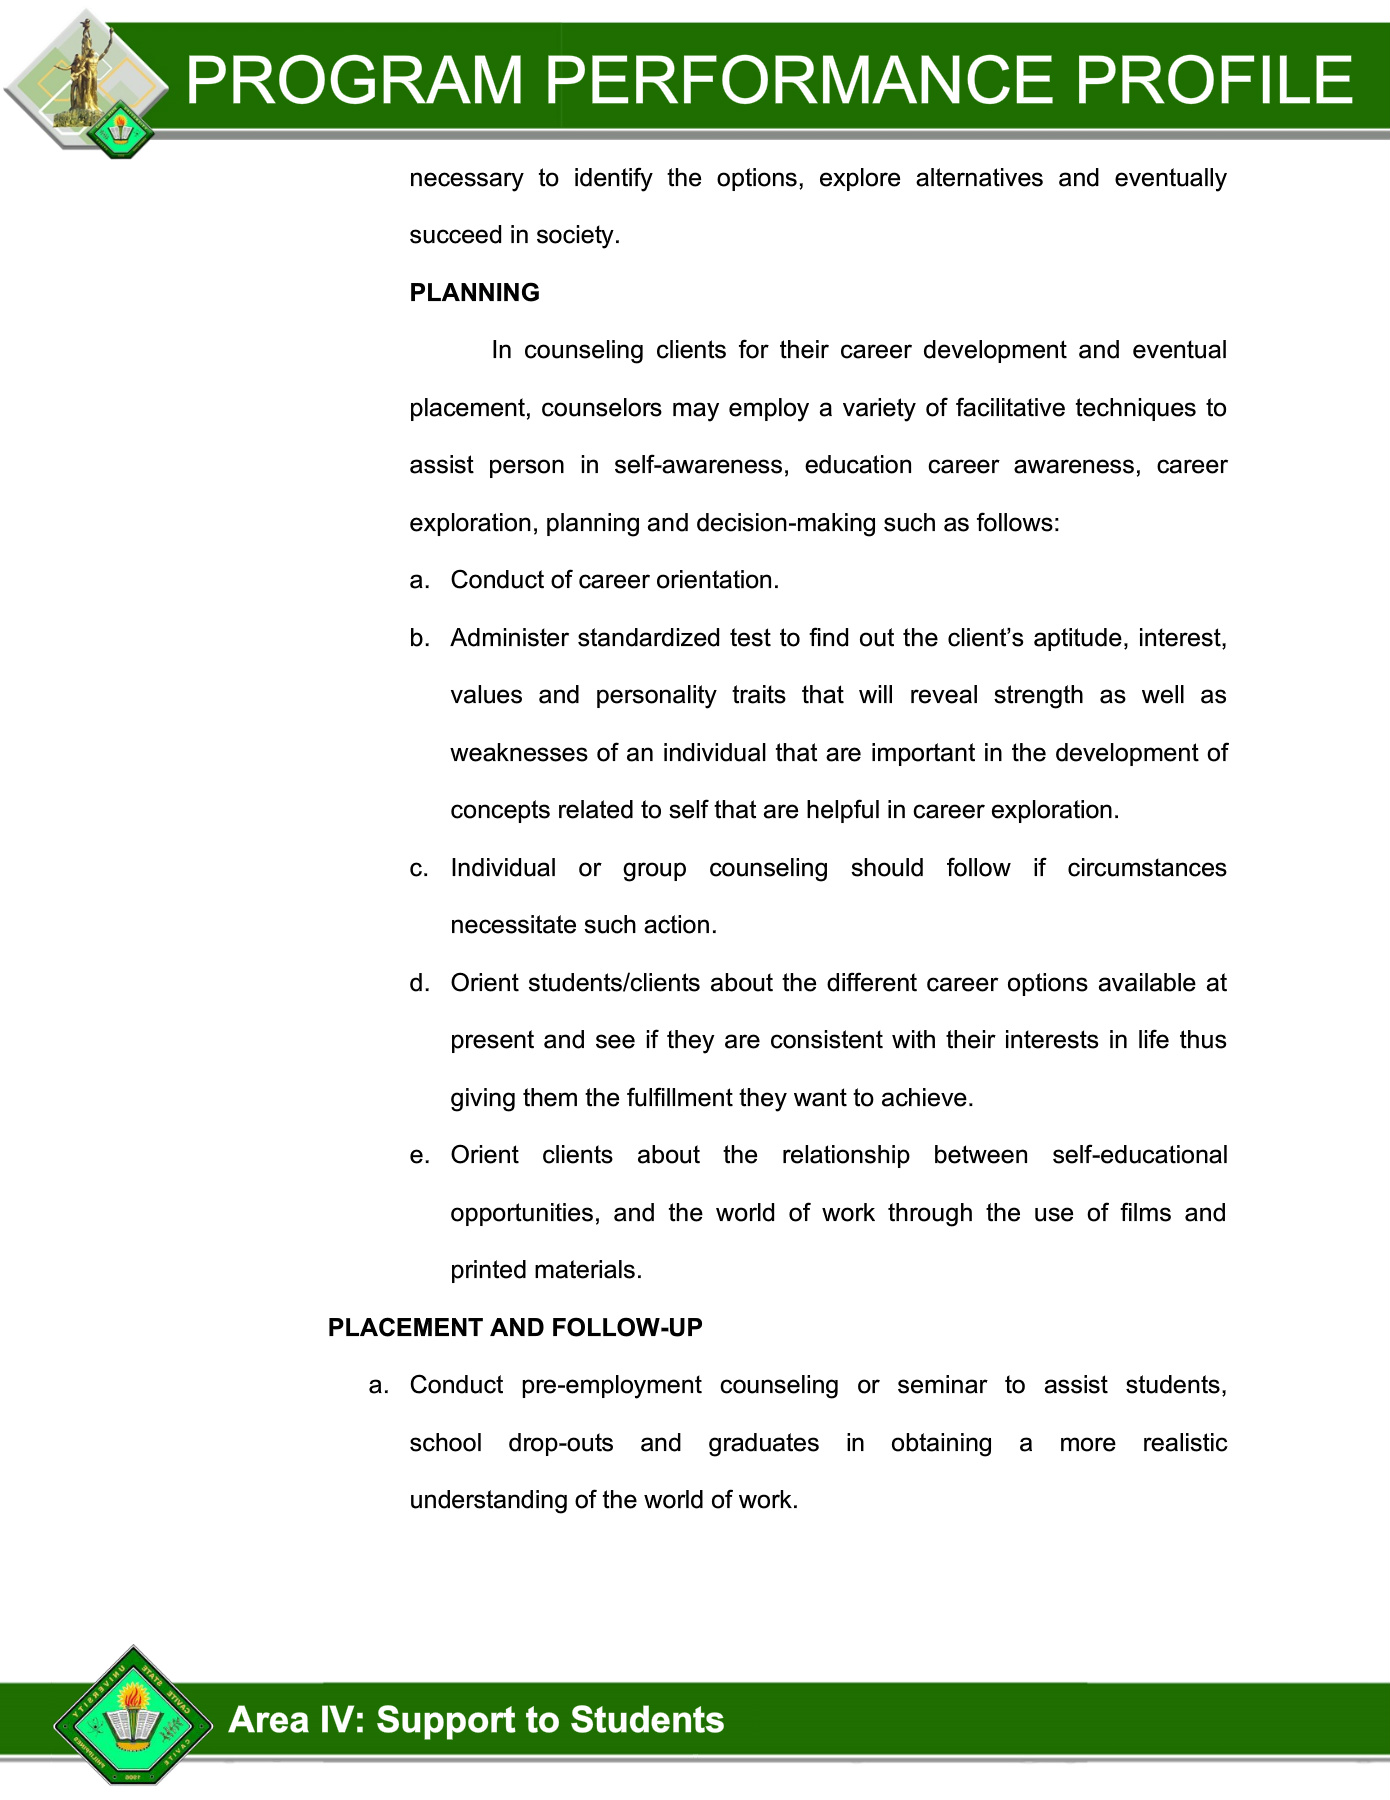 PROGRAM PERFORMANCE PROFILE
necessary to identify the options, explore alternatives and eventually
succeed in society.
PLANNING
In counseling clients for their career development and eventual
placement, counselors may employ a variety of facilitative techniques to
assist person in self-awareness, education career awareness, career
exploration, planning and decision-making such as follows:
a. Conduct of career orientation.
b. Administer standardized test to find out the client’s aptitude, interest,
values and personality traits that will reveal strength as well as
weaknesses of an individual that are important in the development of
concepts related to self that are helpful in career exploration.
c. Individual or group counseling should follow if circumstances
necessitate such action.
d. Orient students/clients about the different career options available at
present and see if they are consistent with their interests in life thus
giving them the fulfillment they want to achieve.
e. Orient clients about the relationship between self-educational
opportunities, and the world of work through the use of films and
printed materials.
PLACEMENT AND FOLLOW-UP
a. Conduct pre-employment counseling or seminar to assist students,
school drop-outs and graduates in obtaining a more realistic
understanding of the world of work.
CAVITE STATE UNIVERSITY
CAVITE PHILIPPINES
Area IV: Support to Students